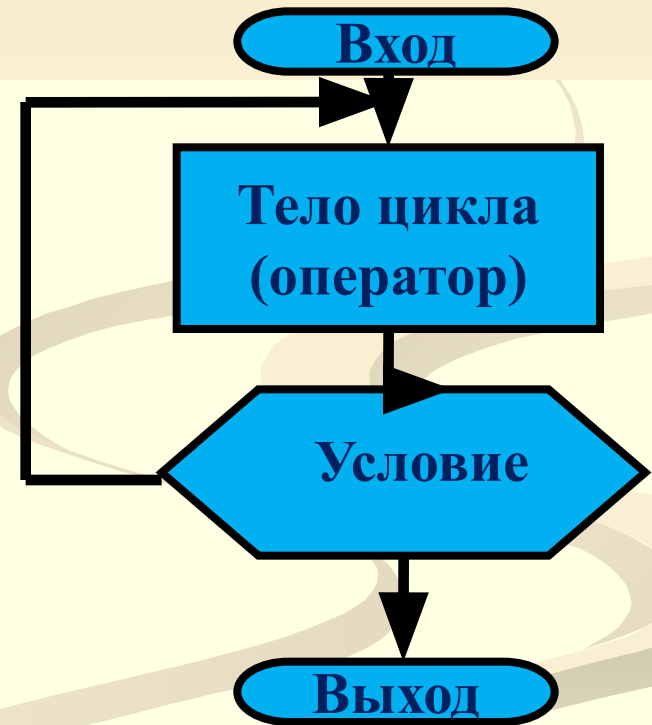 Вход
Тело цикла
(оператор)
Условие
Выход